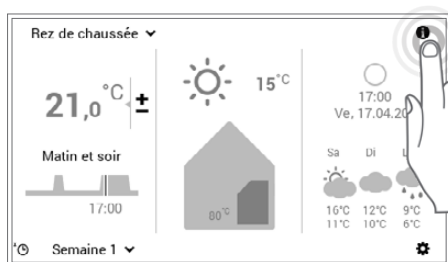 Rez de chaussée
21,0 °C ±
Matin et soir
17:00
Semaine 1
15°C
80°C
17:00
Ve, 17.04.20
Sa Di
16°C 12°C 9°C
11°C 10°C 6°C